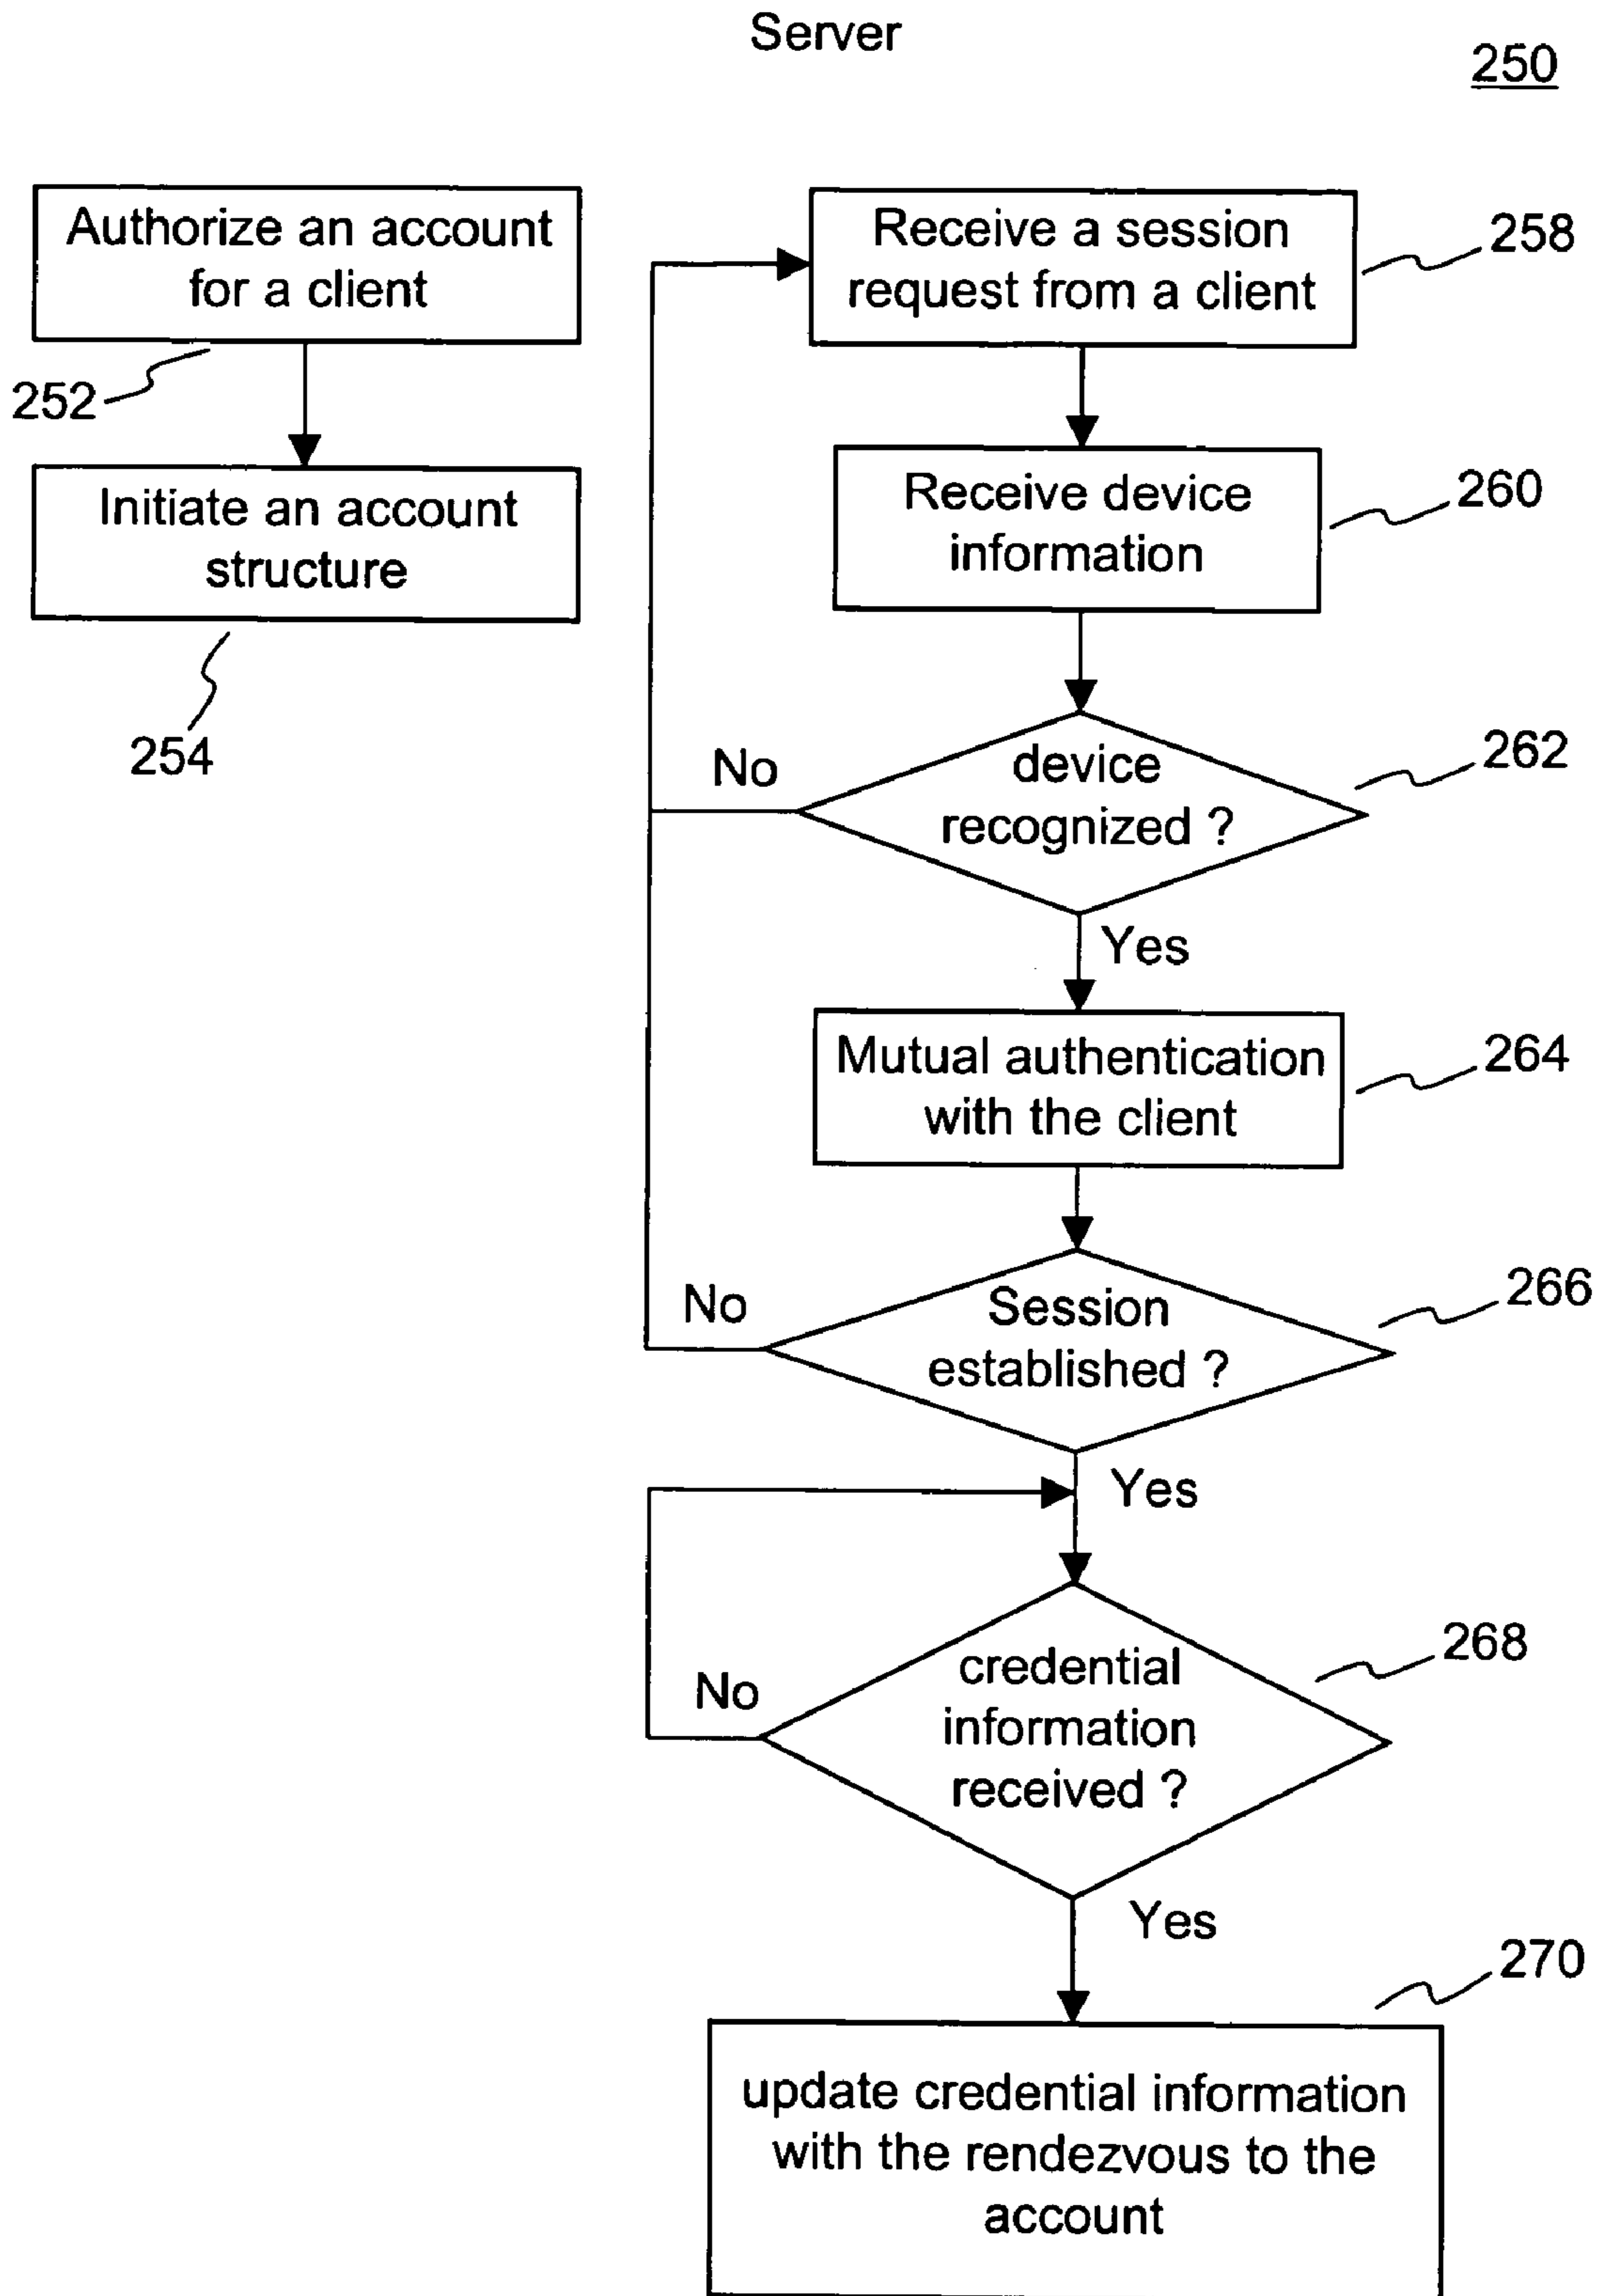 Server
250
Authorize an account
for a client
252
Initiate an account
structure
254
Receive a session
request from a client
258
Receive device
information
260
device
recognized ?
262
No
Yes
Mutual authentication
with the client
264
Session
established ?
266
No
Yes
credential
information
received ?
268
No
Yes
270
update credential information
with the rendezvous to the
account